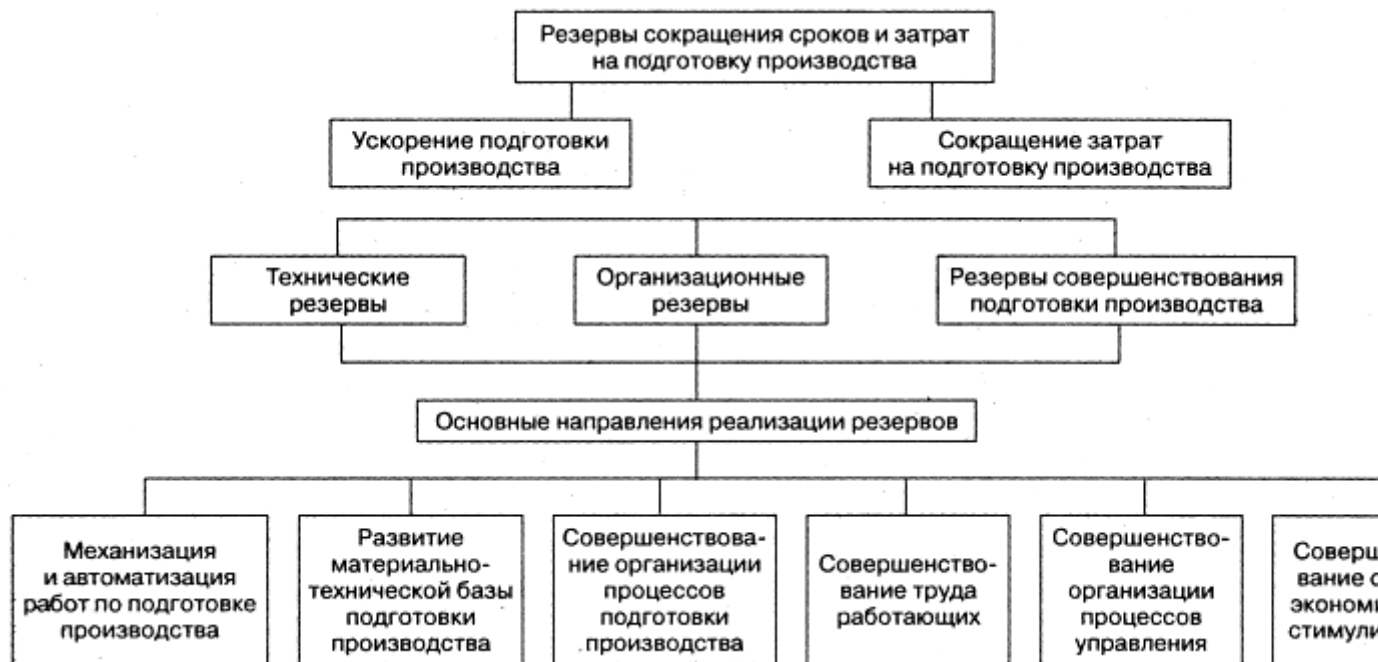 Резервы сокращения сроков и затрат
на подготовку производства
Ускорение подготовки
производства
Сокращение затрат
на подготовку производства
Технические
резервы
Организационные
резервы
Резервы совершенствования
подготовки производства
Основные направления реализации резервов
Механизация
и автоматизация
работ по подготовке
производства
Развитие
материально-
технической базы
подготовки
производства
Совершенствова-
ние организации
процессов
подготовки
производства
Совершенство-
вание труда
работающих
Совершенство-
вание
организации
процессов
управления
вание